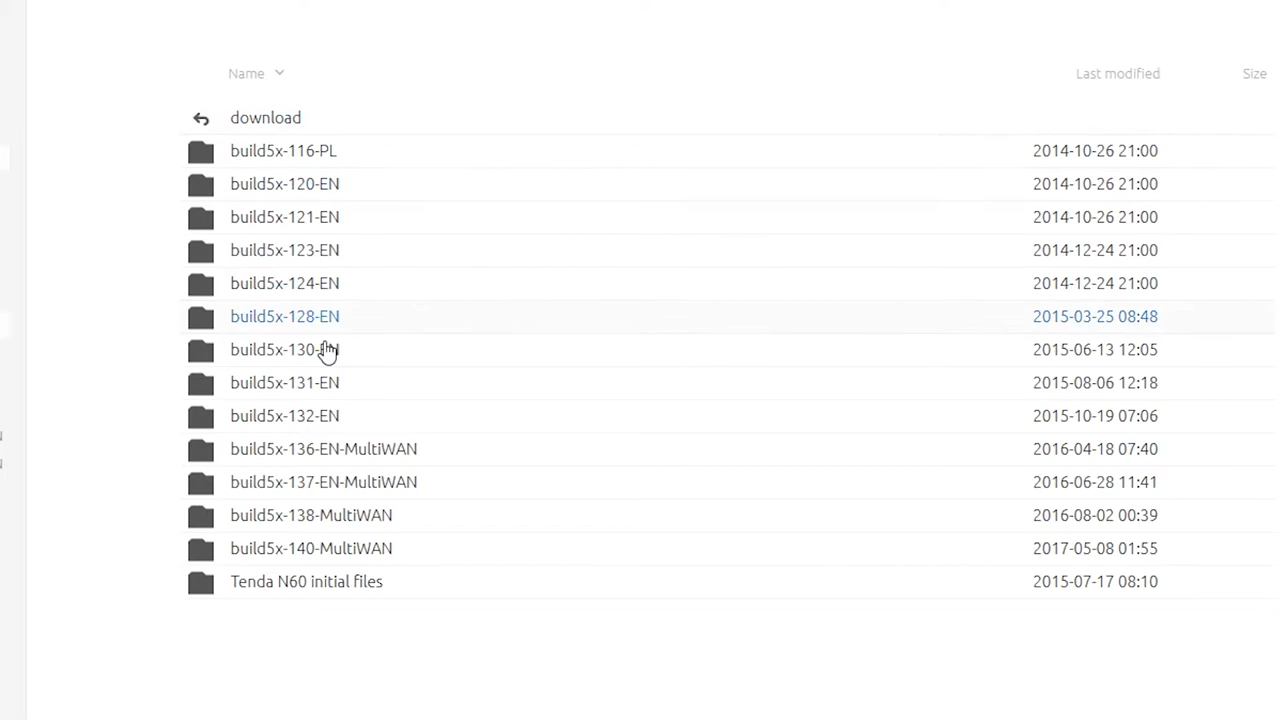 Name Last modified Size
download
build5x-116-PL 2014-10-26 21:00
build5x-120-EN 2014-10-26 21:00
build5x-121-EN 2014-10-26 21:00
build5x-123-EN 2014-12-24 21:00
build5x-124-EN 2014-12-24 21:00
build5x-128-EN 2015-03-25 08:48
build5x-130-EN 2015-06-13 12:05
build5x-131-EN 2015-08-06 12:18
build5x-132-EN 2015-10-19 07:06
build5x-136-EN-MultiWAN 2016-04-18 07:40
build5x-137-EN-MultiWAN 2016-06-28 11:41
build5x-138-MultiWAN 2016-08-02 00:39
build5x-140-MultiWAN 2017-05-08 01:55
Tenda N60 initial files 2015-07-17 08:10